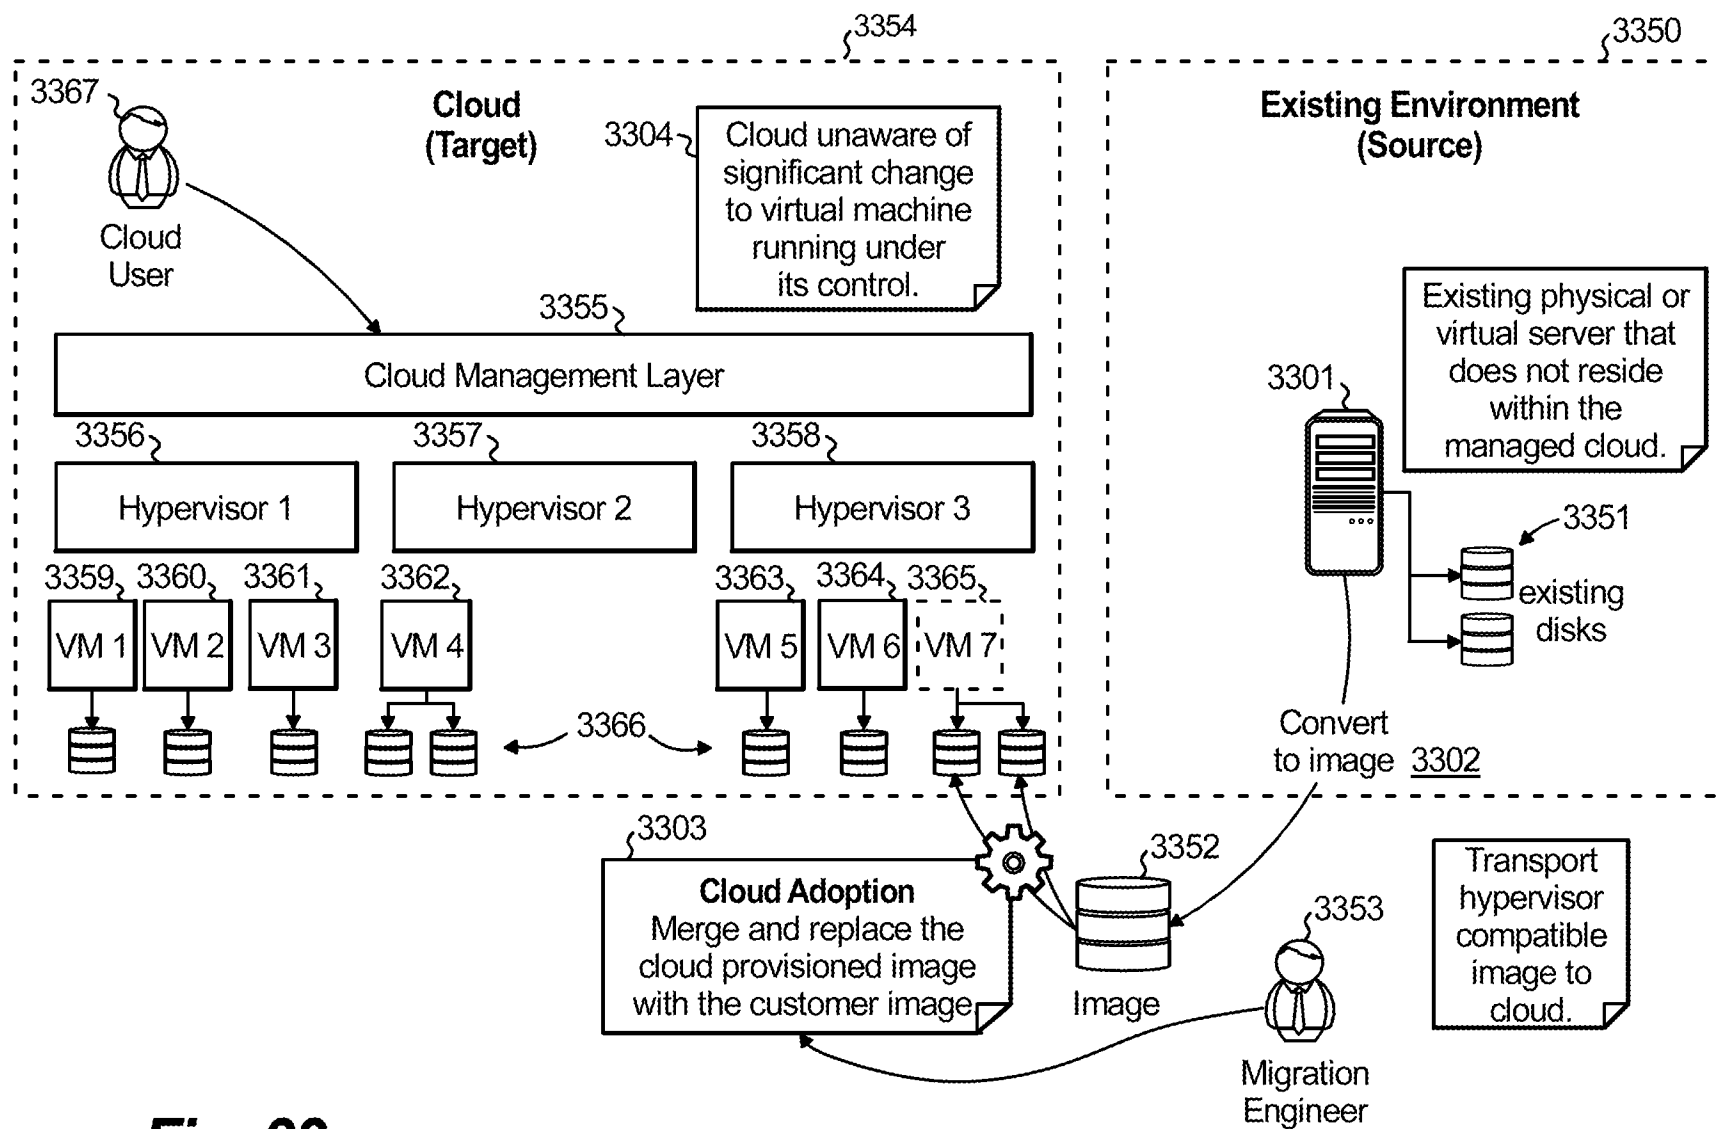 3354
3350
3367
Cloud
(Target)
3304
Cloud unaware of
significant change
to virtual machine
running under
its control.
Cloud
User
Existing Environment
(Source)
Existing physical or
virtual server that
does not reside
within the
managed cloud.
3355
Cloud Management Layer
3356
3357
3358
Hypervisor 1
Hypervisor 2
Hypervisor 3
3301
3351
existing
disks
3359
3360
3361
3362
3363
3364
3365
VM 1
VM 2
VM 3
VM 4
VM 5
VM 6
VM 7
3366
Convert
to image 3302
3303
Cloud Adoption
Merge and replace the
cloud provisioned image
with the customer image
3352
Image
3353
Migration
Engineer
Transport
hypervisor
compatible
image to
cloud.